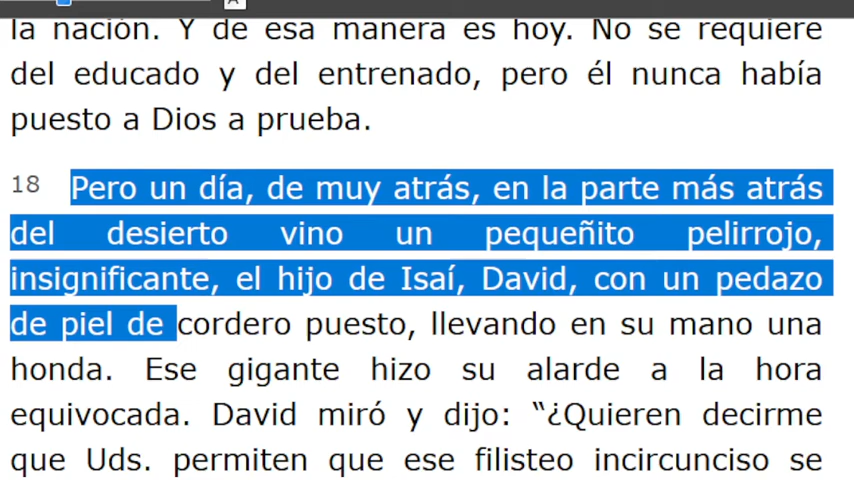 la nación. Y de esa manera es hoy. No se requiere
del educado y del entrenado, pero él nunca había
puesto a Dios a prueba.
18 Pero un día, de muy atrás, en la parte más atrás
del desierto vino un pequeñito pelirrojo,
insignificante, el hijo de Isaí, David, con un pedazo
de piel de cordero puesto, llevando en su mano una
honda. Ese gigante hizo su alarde a la hora
equivocada. David miró y dijo: “¿Quieren decirme
que Uds. permiten que ese filisteo incircunciso se